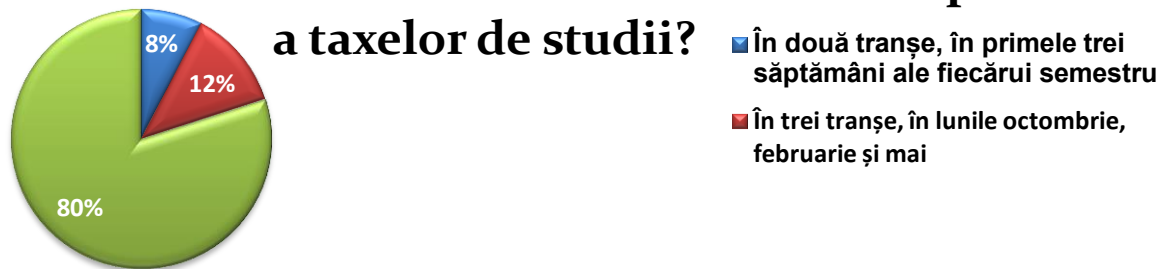 a taxelor de studii?
8%
12%
80%
În două tranșe, în primele trei
săptămâni ale fiecărui semestru
În trei tranșe, în lunile octombrie,
februarie și mai